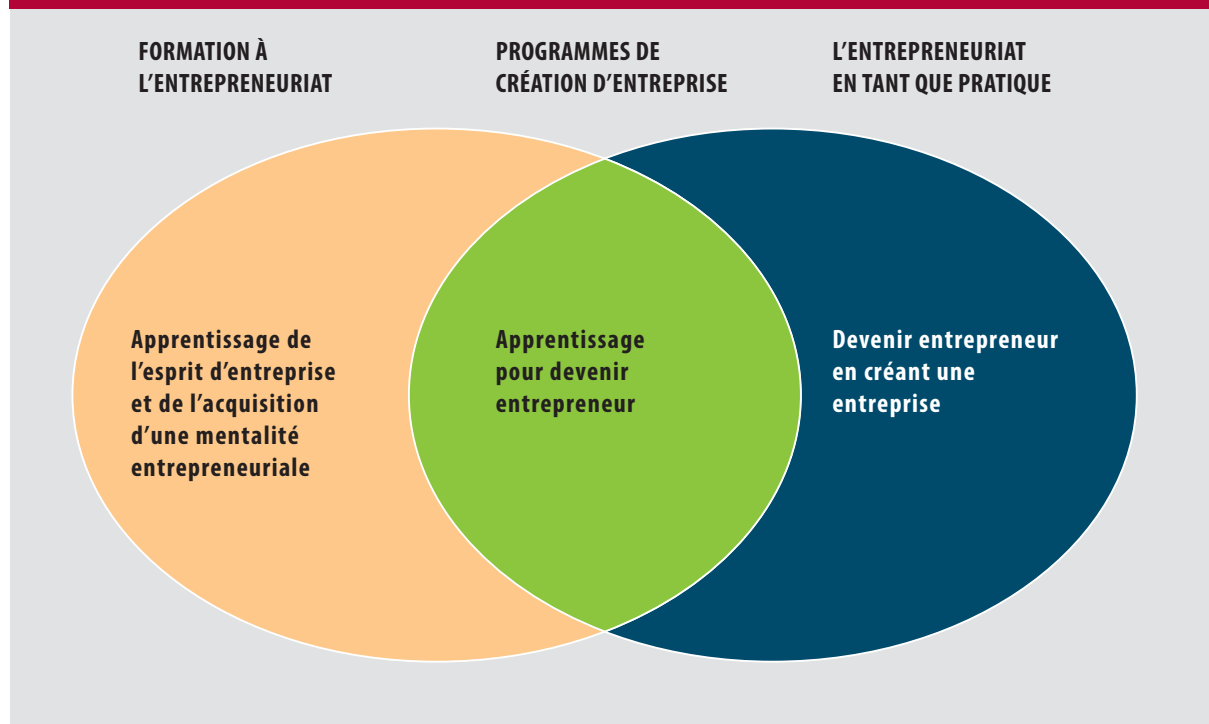 FORMATION À
L’ENTREPRENEURIAT
PROGRAMMES DE
CRÉATION D’ENTREPRISE
L’ENTREPRENEURIAT
EN TANT QUE PRATIQUE
Apprentissage de
l’esprit d’entreprise
et de l’acquisition
d’une mentalité
entrepreneuriale
Apprentissage
pour devenir
entrepreneur
Devenir entrepreneur
en créant une
entreprise